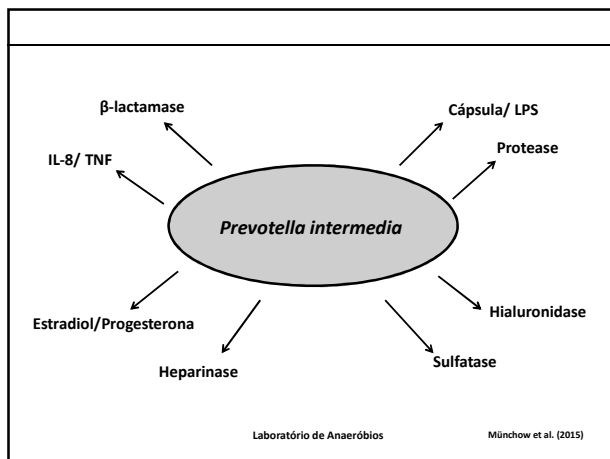 β-lactamase
Cápsula/ LPS
Protease
IL-8/ TNF
Prevotella intermedia
Estradiol/Progesterona
Hialuronidase
Heparinase
Sulfatase
Laboratório de Anaeróbios
Münchow et al. (2015)